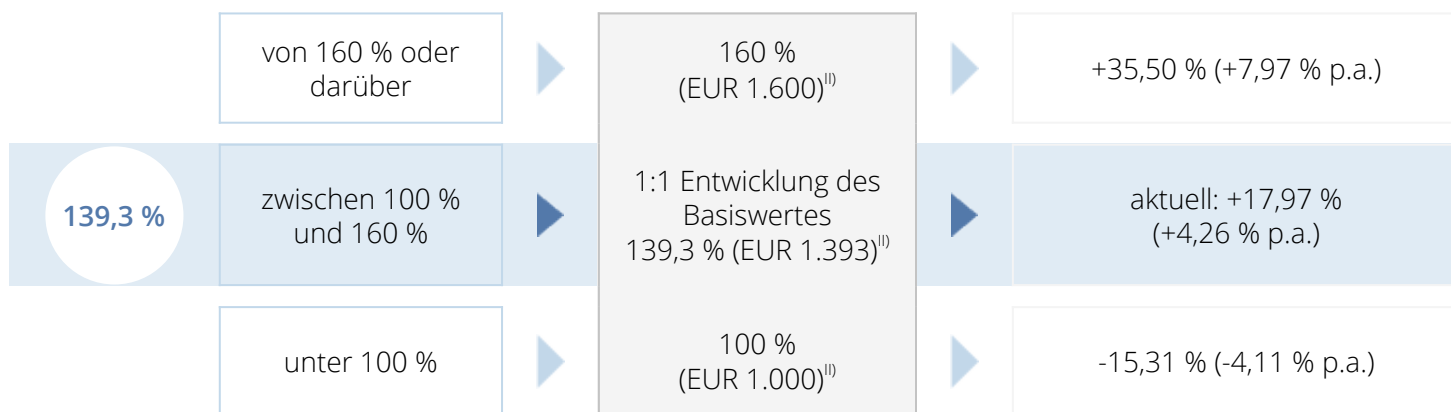 von 160 % oder
darüber
160 %
(EUR 1.600)II)
+35,50 % (+7,97 % p.a.)
139,3 %
zwischen 100 %
und 160 %
1:1 Entwicklung des
Basiswertes
139,3 % (EUR 1.393)II)
aktuell: +17,97 %
(+4,26 % p.a.)
unter 100 %
100 %
(EUR 1.000)II)
-15,31 % (-4,11 % p.a.)